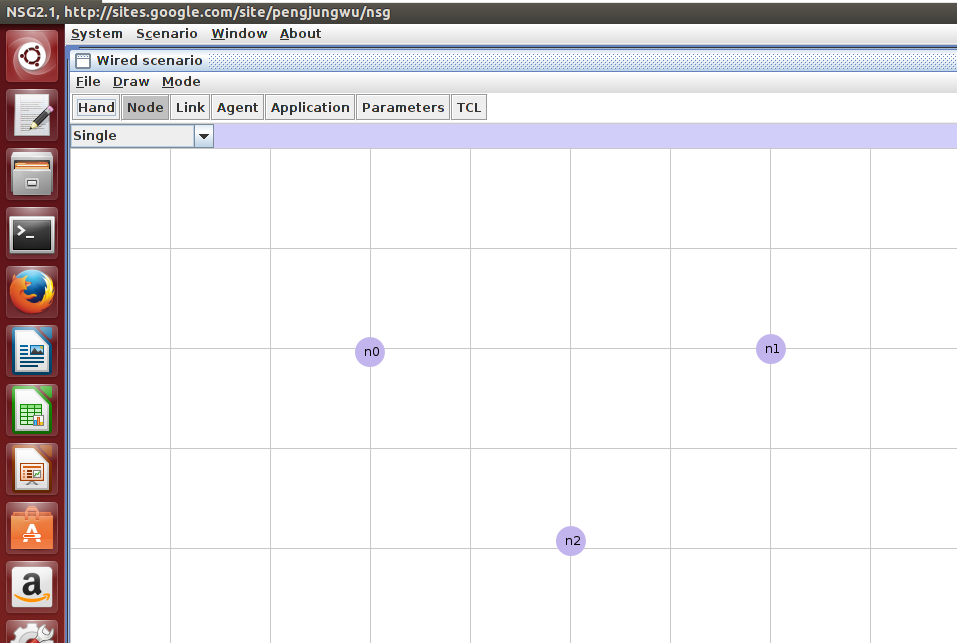 NSG2.1, http://sites.google.com/site/pengjungwu/nsg
System Scenario Window About
Wired scenario
File Draw Mode
Hand Node Link Agent Application Parameters TCL
Single
n0
n1
n2
>_
A
a